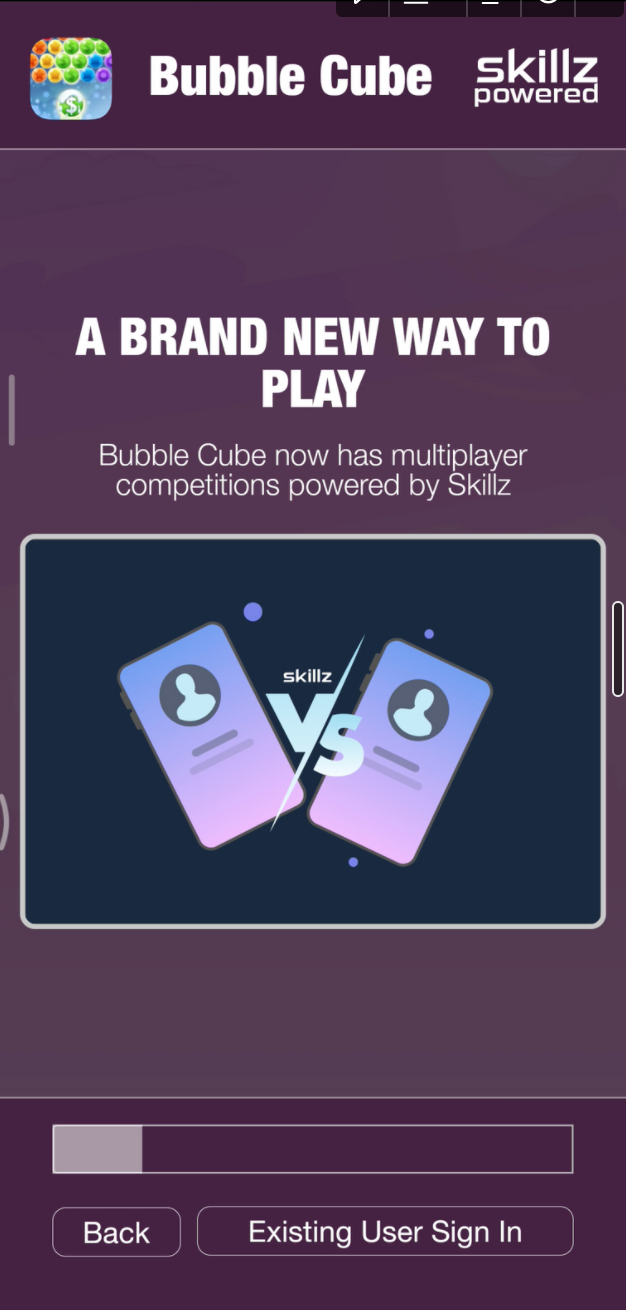 Bubble Cube
skillz
powered
A BRAND NEW WAY TO
PLAY
Bubble Cube now has multiplayer
competitions powered by Skillz
skillz
VS
Back
Existing User Sign In